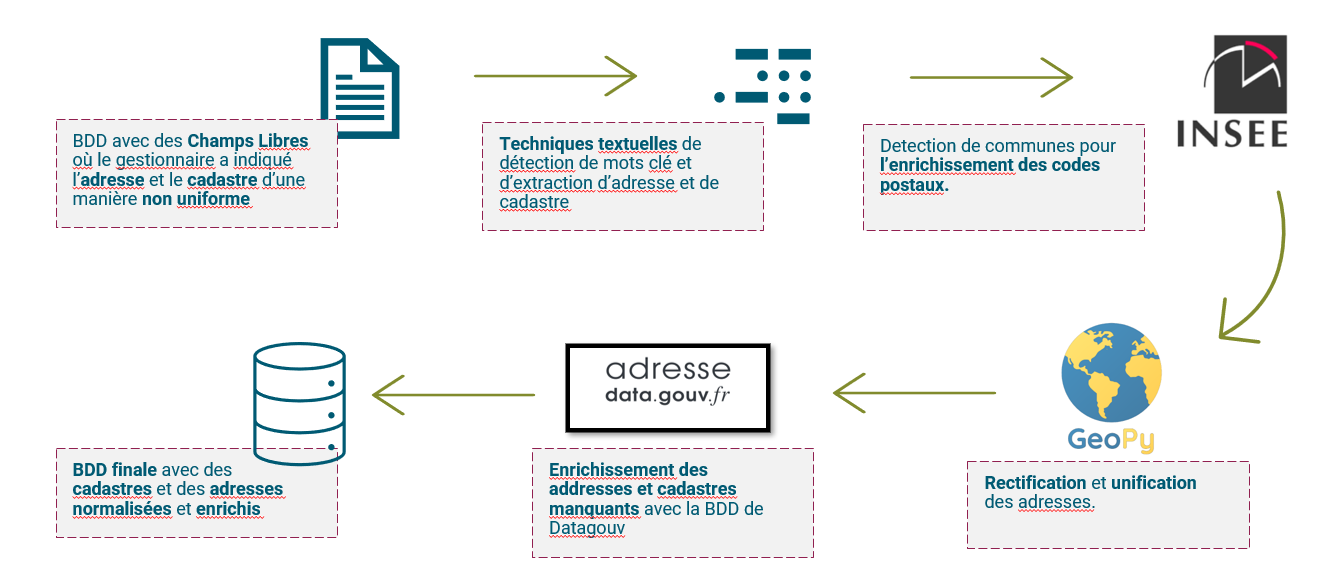 BDD avec des Champs Libres
où le gestionnaire a indiqué
l’adresse et le cadastre d’une
manière non uniforme
Techniques textuelles de
détection de mots clé et
d’extraction d’adresse et de
cadastre
Detection de communes pour
l’enrichissement des codes
postaux.
INSEE
GeoPy
Rectification et unification
des adresses.
adresse
data.gouv.fr
Enrichissement des
addresses et cadastres
manquants avec la BDD de
Datagouv
BDD finale avec des
cadastres et des adresses
normalisées et enrichis